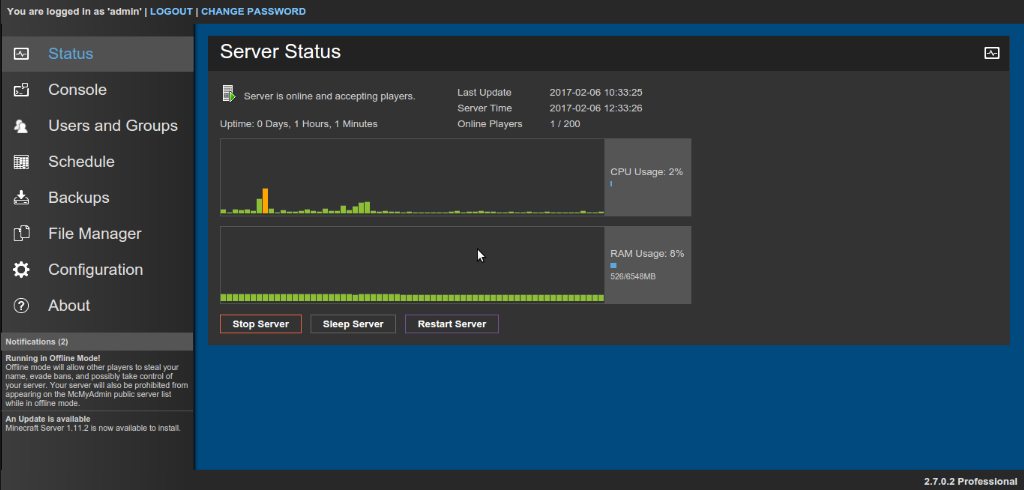 You are logged in as 'admin' | LOGOUT | CHANGE PASSWORD
Status
Console
Users and Groups
Schedule
Backups
File Manager
Configuration
About
Notifications (2)
Running in Offline Mode!
Offline mode will allow other players to steal your
name, evade bans, and possibly take control of
your server. Your server will also be prohibited from
appearing on the McMyAdmin public server list
while in offline mode.
An Update is available
Minecraft Server 1.11.2 is now available to install.
Server Status
Server is online and accepting players.
Uptime: 0 Days, 1 Hours, 1 Minutes
Last Update 2017-02-06 10:33:25
Server Time 2017-02-06 12:33:26
Online Players 1 / 200
CPU Usage: 2%
RAM Usage: 8%
526/6548MB
Stop Server Sleep Server Restart Server
2.7.0.2 Professional